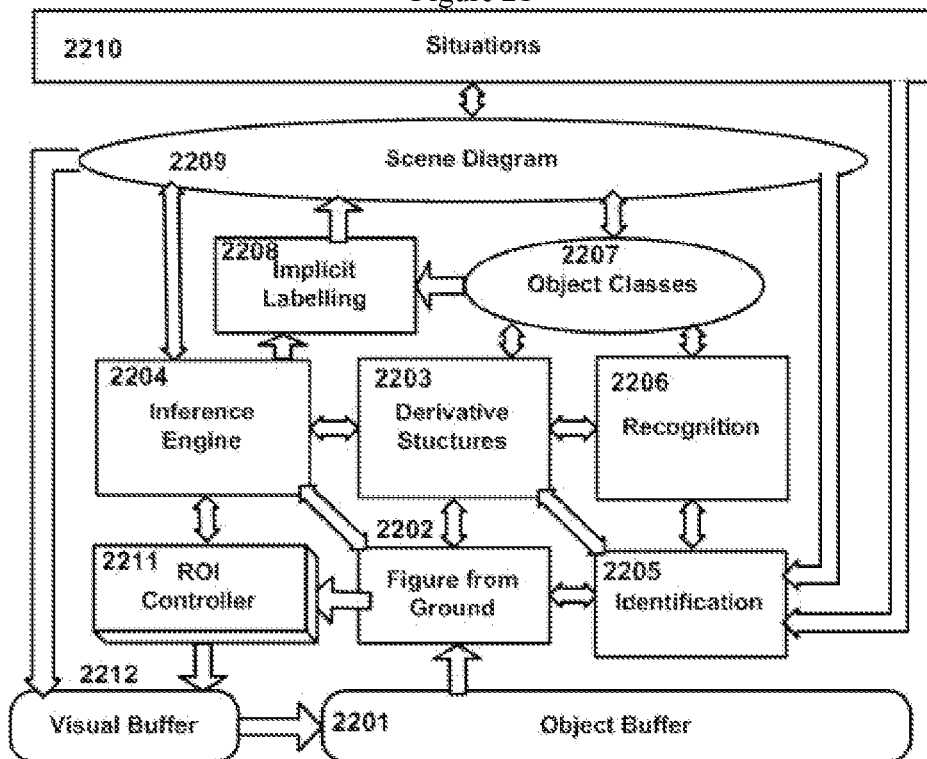 2210 Situations
2209 Scene Diagram
2208 Implicit
Labelling
2207
Object Classes
2204
Inference
Engine
2203
Derivative
Stuctures
2206
Recognition
2202
2211 ROI
Controller
Figure from
Ground
2205
Identification
2212
Visual Buffer
2201 Object Buffer